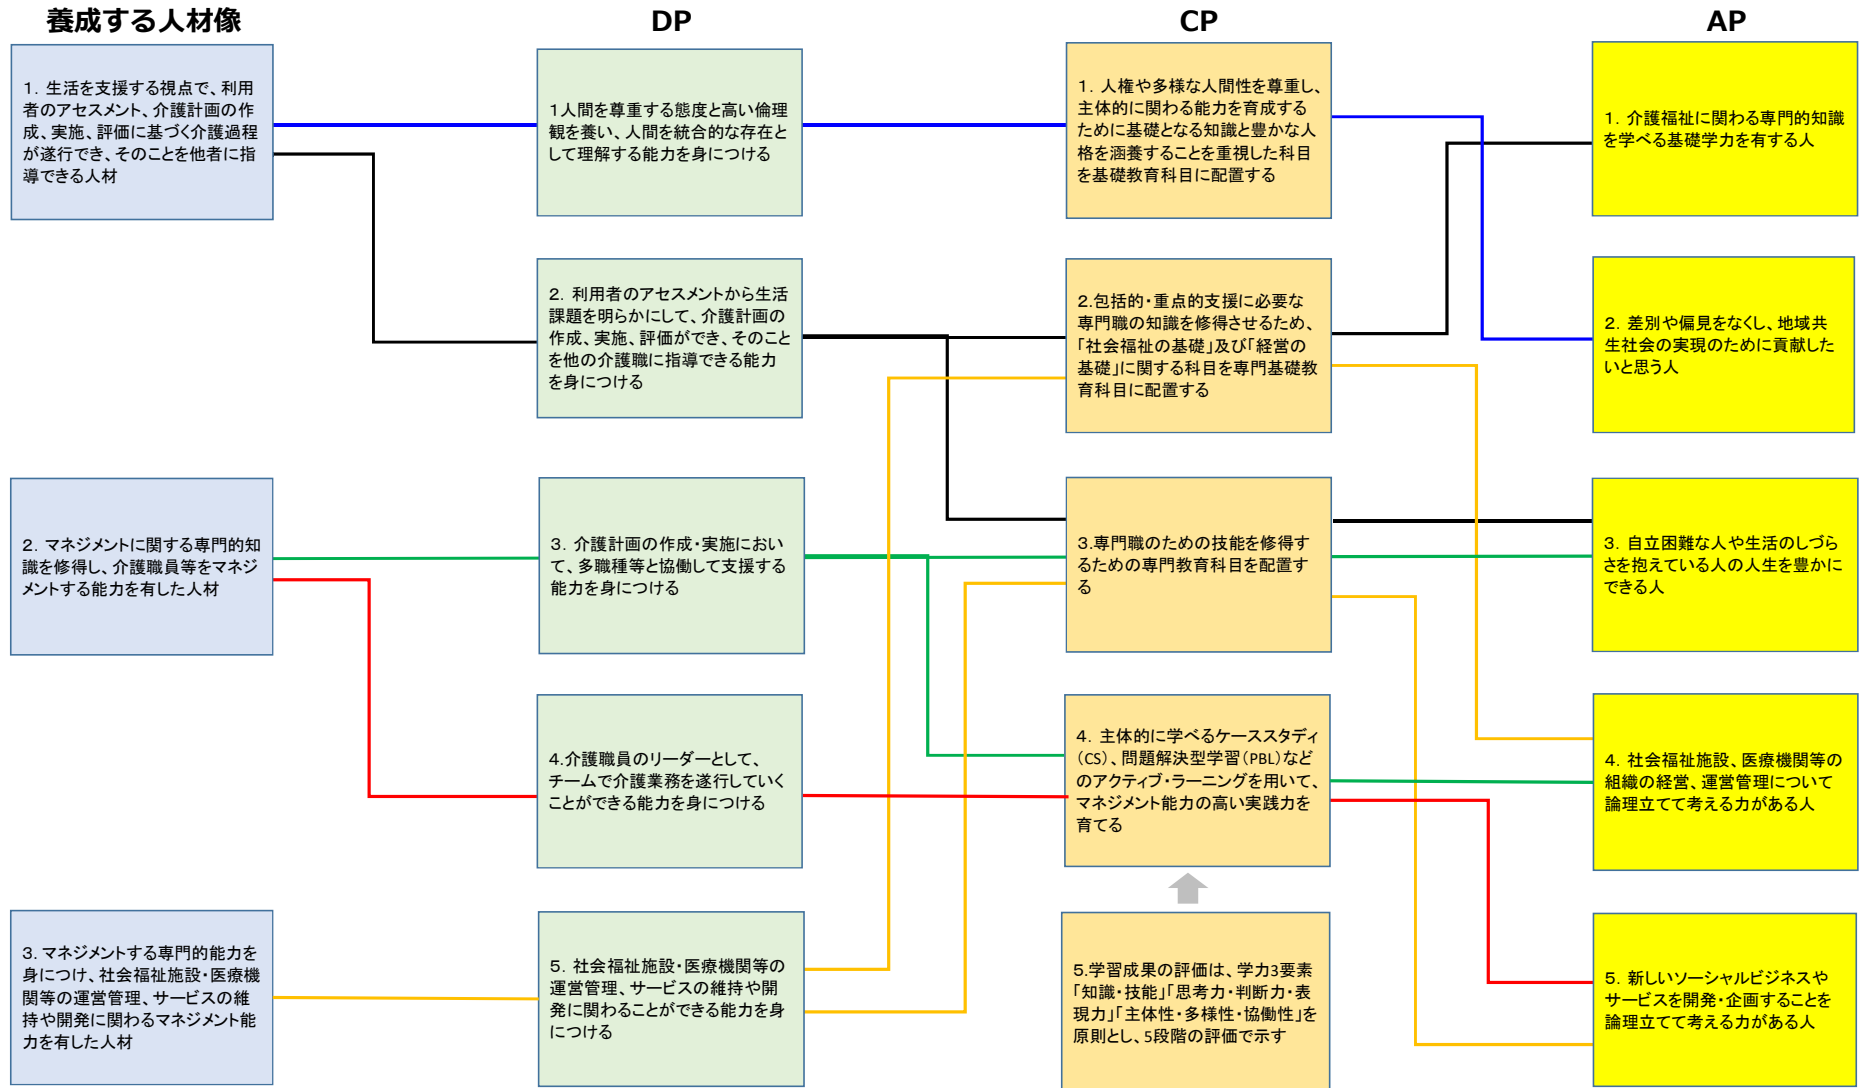 養成する人材像
1. 生活を支援する視点で、利用
者のアセスメント、介護計画の作
成、実施、評価に基づく介護過程
が遂行でき、そのことを他者に指
導できる人材
2. マネジメントに関する専門的知
識を修得し、介護職員等をマネジ
メントする能力を有した人材
3. マネジメントする専門的能力を
身につけ、社会福祉施設・医療機
関等の運営管理、サービスの維
持や開発に関わるマネジメント能
力を有した人材
DP
1人間を尊重する態度と高い倫理
観を養い、人間を統合的な存在と
して理解する能力を身につける
2. 利用者のアセスメントから生活
課題を明らかにして、介護計画の
作成、実施、評価ができ、そのこと
を他の介護職に指導できる能力
を身につける
3. 介護計画の作成・実施におい
て、多職種等と協働して支援する
能力を身につける
4.介護職員のリーダーとして、
チームで介護業務を遂行していく
ことができる能力を身につける
5. 社会福祉施設・医療機関等の
運営管理、サービスの維持や開
発に関わることができる能力を身
につける
CP
1. 人権や多様な人間性を尊重し、
主体的に関わる能力を育成する
ために基礎となる知識と豊かな人
格を涵養することを重視した科目
を基礎教育科目に配置する
2.包括的・重点的支援に必要な
専門職の知識を修得させるため、
「社会福祉の基礎」及び「経営の
基礎」に関する科目を専門基礎教
育科目に配置する
3.専門職のための技能を修得す
るための専門教育科目を配置す
る
4. 主体的に学べるケーススタディ
(CS)、問題解決型学習(PBL)など
のアクティブ・ラーニングを用いて、
マネジメント能力の高い実践力を
育てる
5.学習成果の評価は、学力3要素
「知識・技能」「思考力・判断力・表
現力」「主体性・多様性・協働性」を
原則とし、5段階の評価で示す
AP
1. 介護福祉に関わる専門的知識
を学べる基礎学力を有する人
2. 差別や偏見をなくし、地域共
生社会の実現のために貢献した
いと思う人
3. 自立困難な人や生活のしづら
さを抱えている人の人生を豊かに
できる人
4. 社会福祉施設、医療機関等の
組織の経営、運営管理について
論理立てて考える力がある人
5. 新しいソーシャルビジネスや
サービスを開発・企画することを
論理立てて考える力がある人